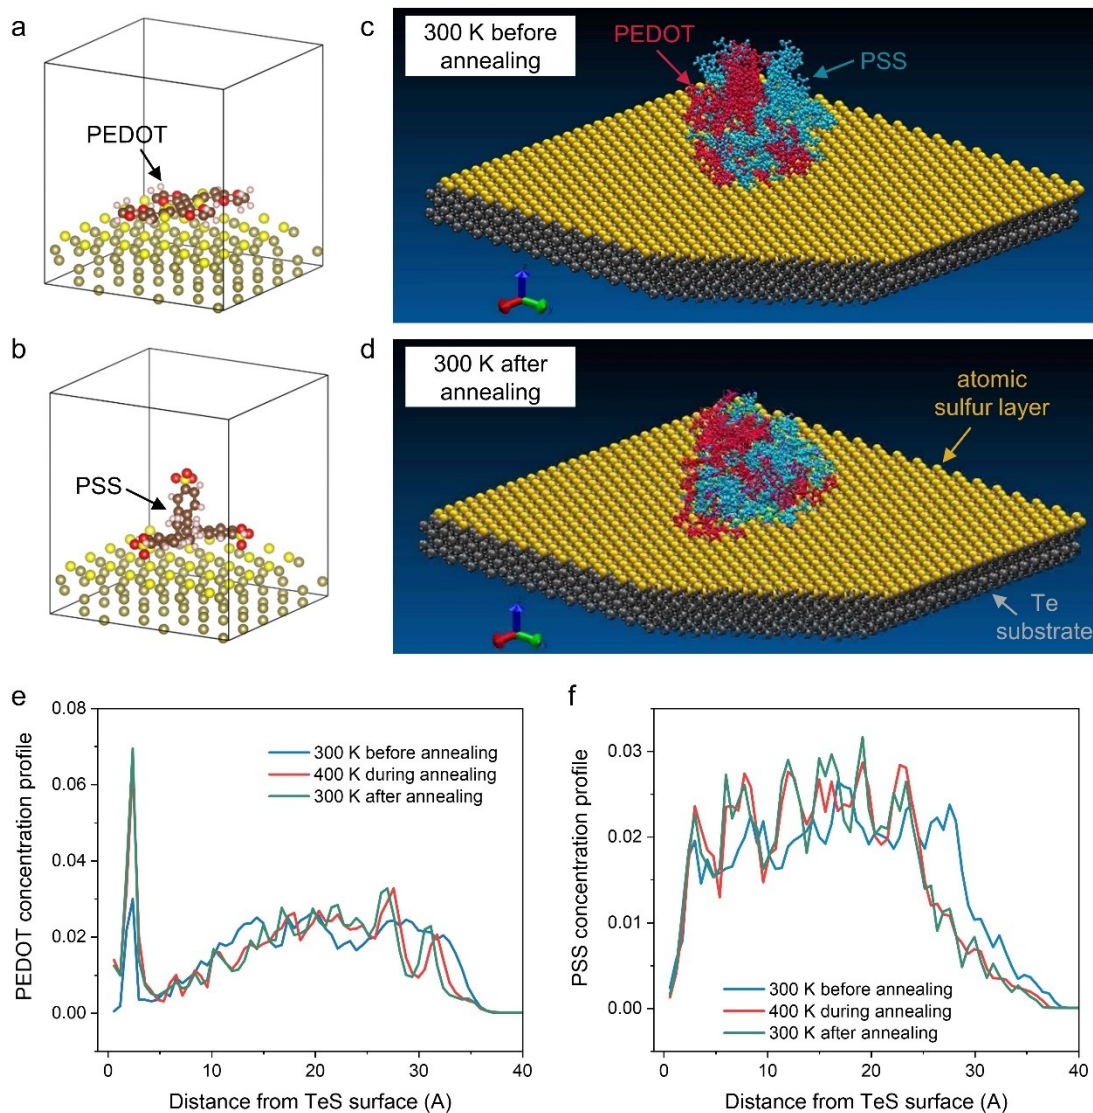 a
PEDOT
b
PSS
c
300 K before
annealing
PEDOT
PSS
d
300 K after
annealing
atomic
sulfur layer
Te
substrate
e
PEDOT concentration profile
0.08
0.06
0.04
0.02
0.00
300 K before annealing
400 K during annealing
300 K after annealing
0 10 20 30 40
Distance from TeS surface (A)
f
PSS concentration profile
0.03
0.02
0.01
0.00
300 K before annealing
400 K during annealing
300 K after annealing
0 10 20 30 40
Distance from TeS surface (A)